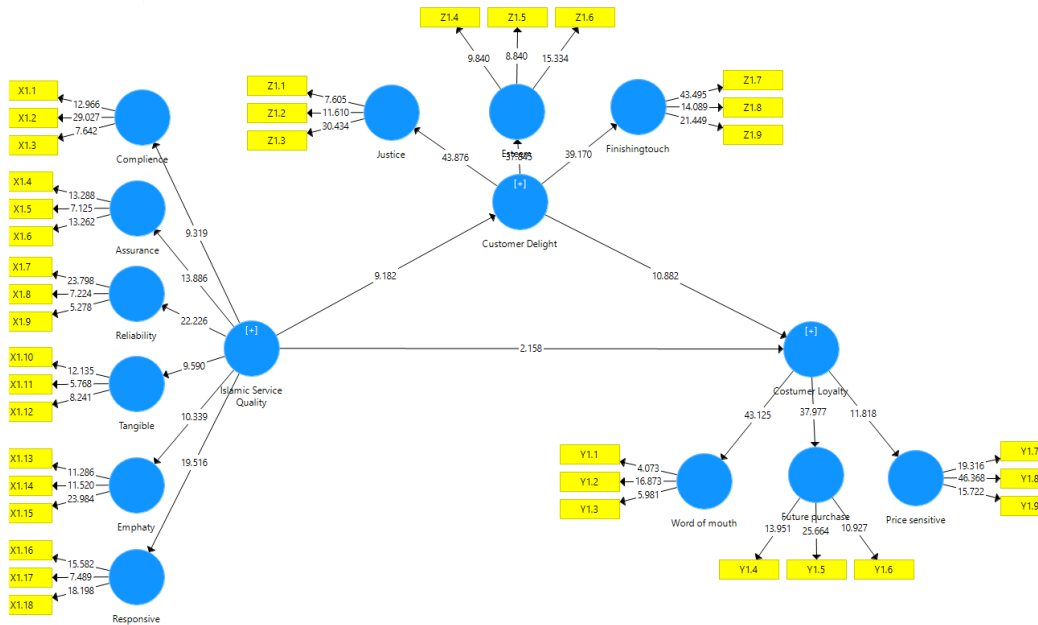 Z1.4
Z1.5
Z1.6
9.840
8.840
15.334
X1.1
X1.2
X1.3
12.966
29.027
7.642
Complience
Z1.1
Z1.2
Z1.3
7.605
11.610
30.434
Justice
Esteem
Finishingtouch
43.495
14.089
21.449
Z1.7
Z1.8
Z1.9
43.876
39.170
[+]
Customer Delight
X1.4
X1.5
X1.6
13.288
7.125
13.262
Assurance
9.319
13.886
X1.7
X1.8
X1.9
23.798
7.224
5.278
Reliability
22.226
9.182
10.882
[+]
Islamic Service
Quality
2.158
[+]
Costumer Loyalty
X1.10
X1.11
X1.12
12.135
5.768
8.241
Tangible
9.590
10.339
19.516
43.125
37.977
11.818
X1.13
X1.14
X1.15
11.286
11.520
23.984
Emphaty
Y1.1
Y1.2
Y1.3
4.073
16.873
5.981
Word of mouth
Future purchase
13.951
25.664
10.927
Price sensitive
19.316
46.368
15.722
Y1.7
Y1.8
Y1.9
X1.16
X1.17
X1.18
15.582
7.489
18.198
Responsive
Y1.4
Y1.5
Y1.6